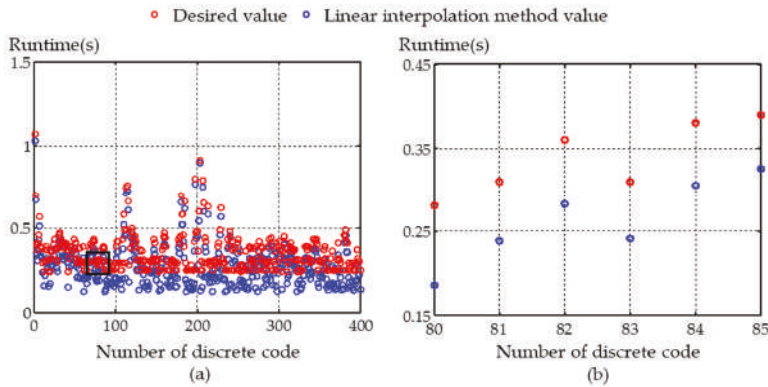 Desired value Linear interpolation method value
Runtime(s) Runtime(s)
1.5 0.45
1 0.35
0.5 0.25
0 0.15
0 100 200 300 400 80 81 82 83 84 85
Number of discrete code Number of discrete code
(a) (b)